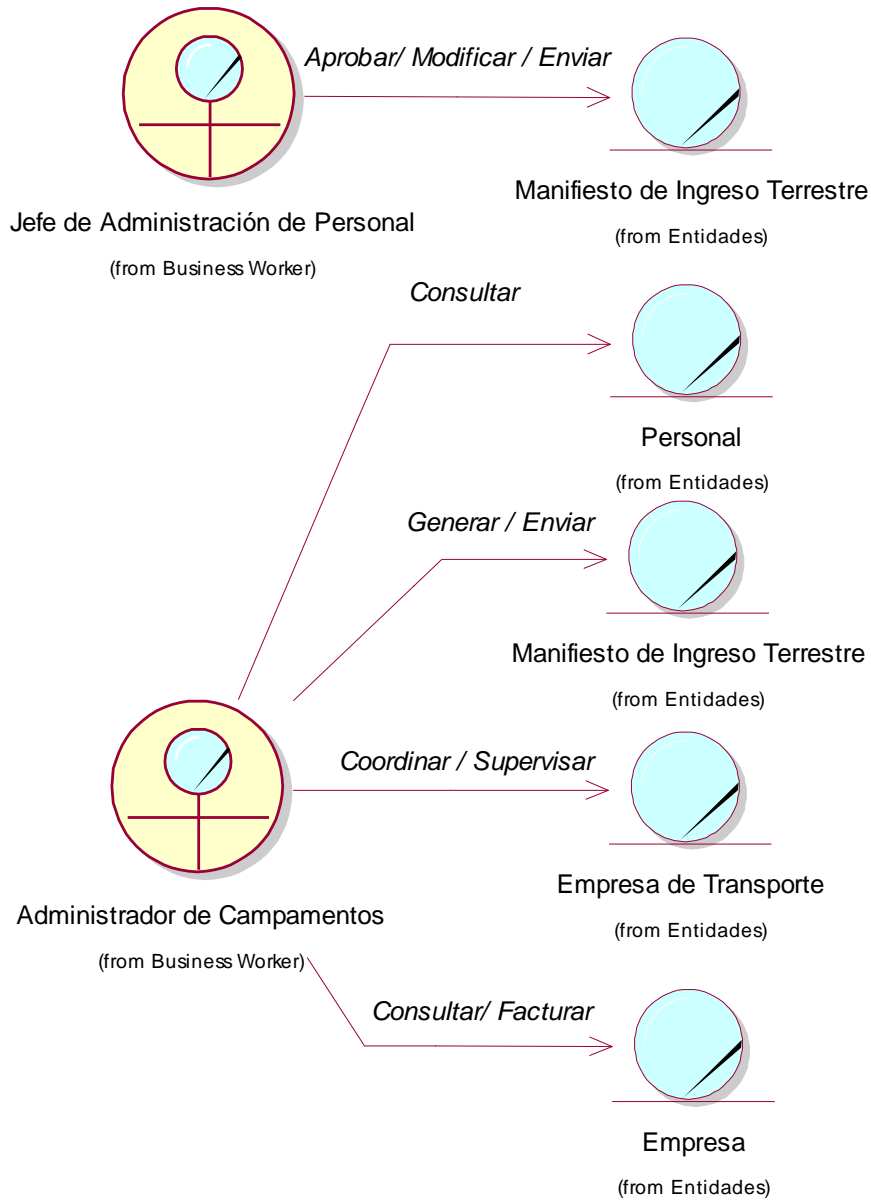 Aprobar/ Modificar / Enviar
Jefe de Administración de Personal
(from Business Worker)
Manifiesto de Ingreso Terrestre
(from Entidades)
Consultar
Personal
(from Entidades)
Generar / Enviar
Manifiesto de Ingreso Terrestre
(from Entidades)
Coordinar / Supervisar
Administrador de Campamentos
(from Business Worker)
Empresa de Transporte
(from Entidades)
Consultar/ Facturar
Empresa
(from Entidades)